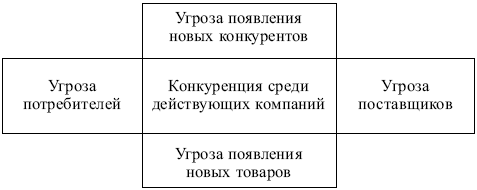 Угроза появления
новых конкурентов
Угроза
потребителей
Конкуренция среди
действующих компаний
Угроза
поставщиков
Угроза появления
новых товаров